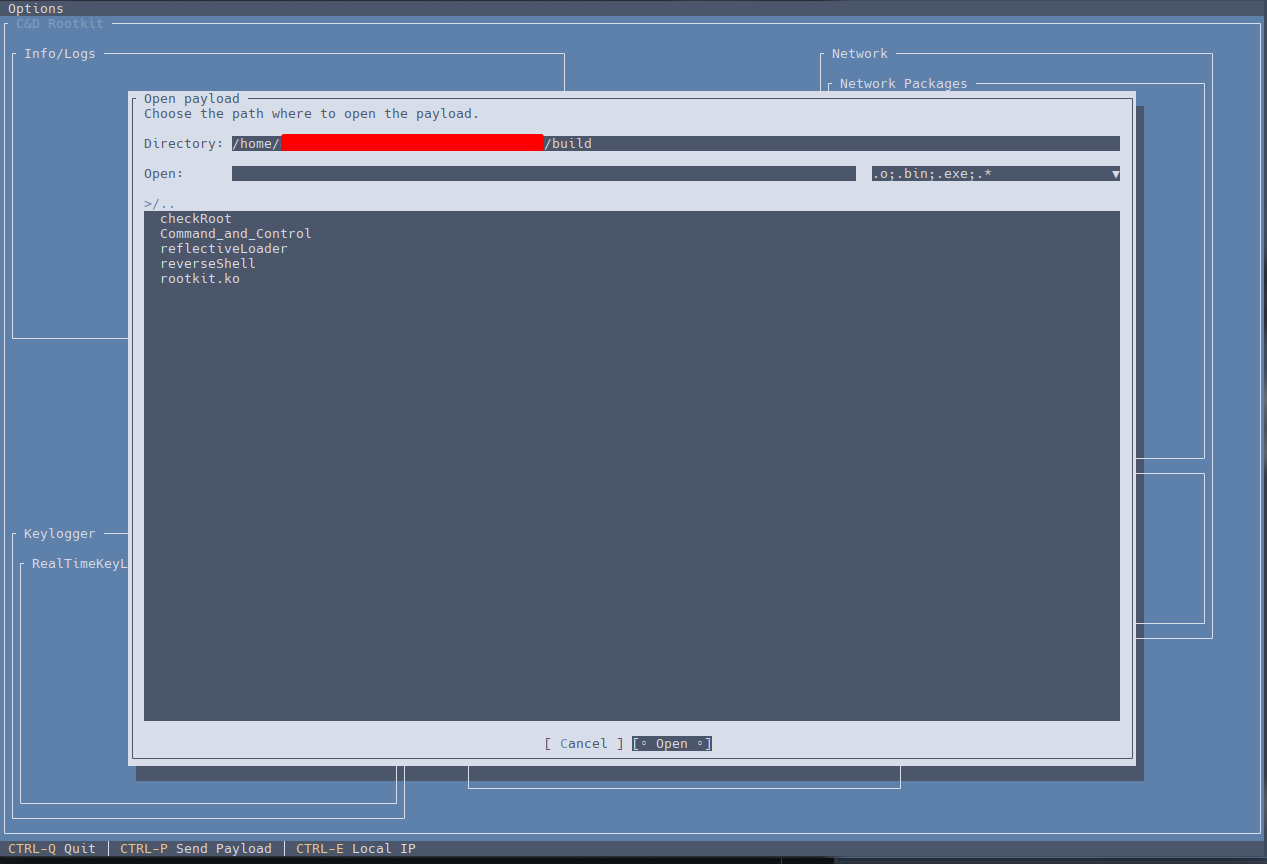 Options
C&D Rootkit
Info/Logs
Network
Network Packages
Open payload
Choose the path where to open the payload.
Directory: /home/ /build
Open: .o;.bin;.exe;.* ▼
>/..
checkRoot
Command_and_Control
reflectiveLoader
reverseShell
rootkit.ko
Keylogger
RealTimeKeyL
[ Cancel ] [◦ Open ◦]
CTRL-Q Quit │ CTRL-P Send Payload │ CTRL-E Local IP